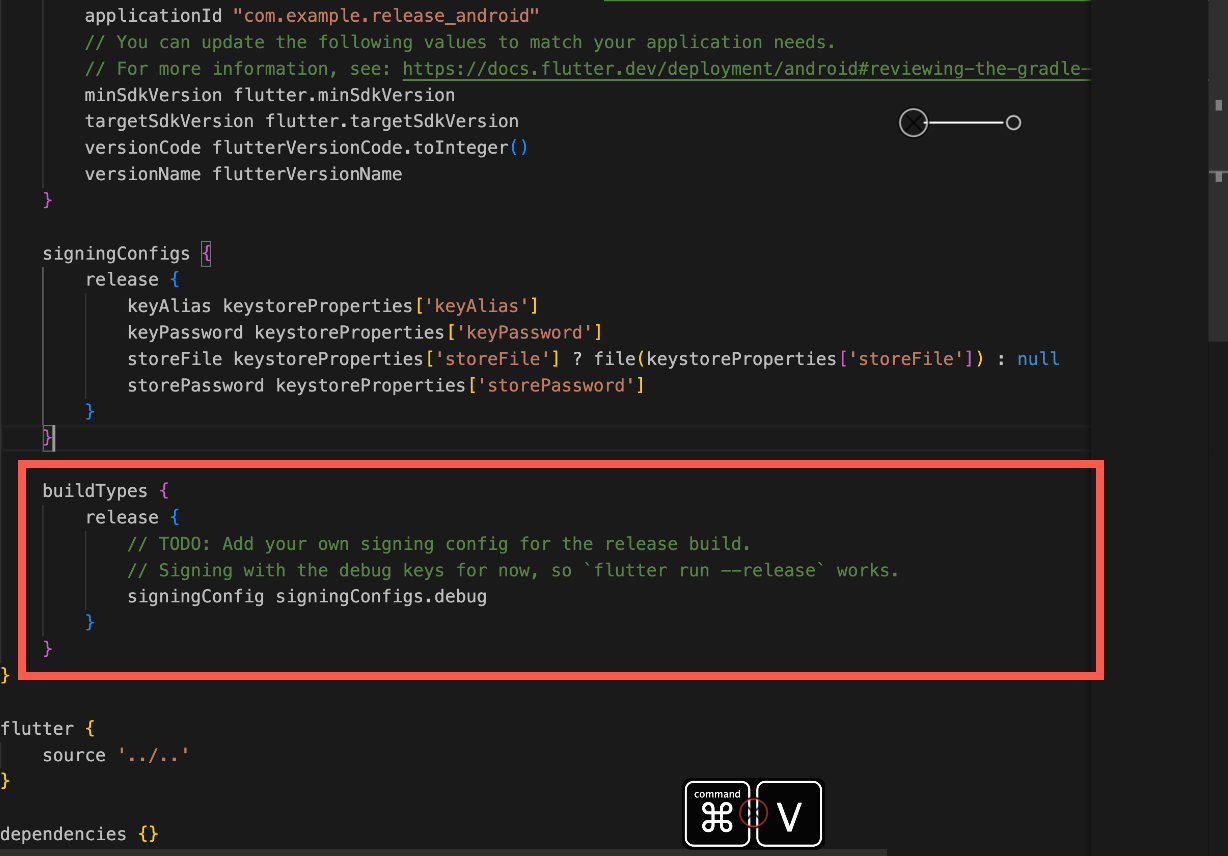 applicationId "com.example.release_android"
// You can update the following values to match your application needs.
// For more information, see: https://docs.flutter.dev/deployment/android#reviewing-the-gradle-
minSdkVersion flutter.minSdkVersion
targetSdkVersion flutter.targetSdkVersion
versionCode flutterVersionCode.toInteger()
versionName flutterVersionName
}
signingConfigs {
release {
keyAlias keystoreProperties['keyAlias']
keyPassword keystoreProperties['keyPassword']
storeFile keystoreProperties['storeFile'] ? file(keystoreProperties['storeFile']) : null
storePassword keystoreProperties['storePassword']
}
}
buildTypes {
release {
// TODO: Add your own signing config for the release build.
// Signing with the debug keys for now, so `flutter run --release` works.
signingConfig signingConfigs.debug
}
}
}
flutter {
source '../..'
}
dependencies {}
command
⌘ V